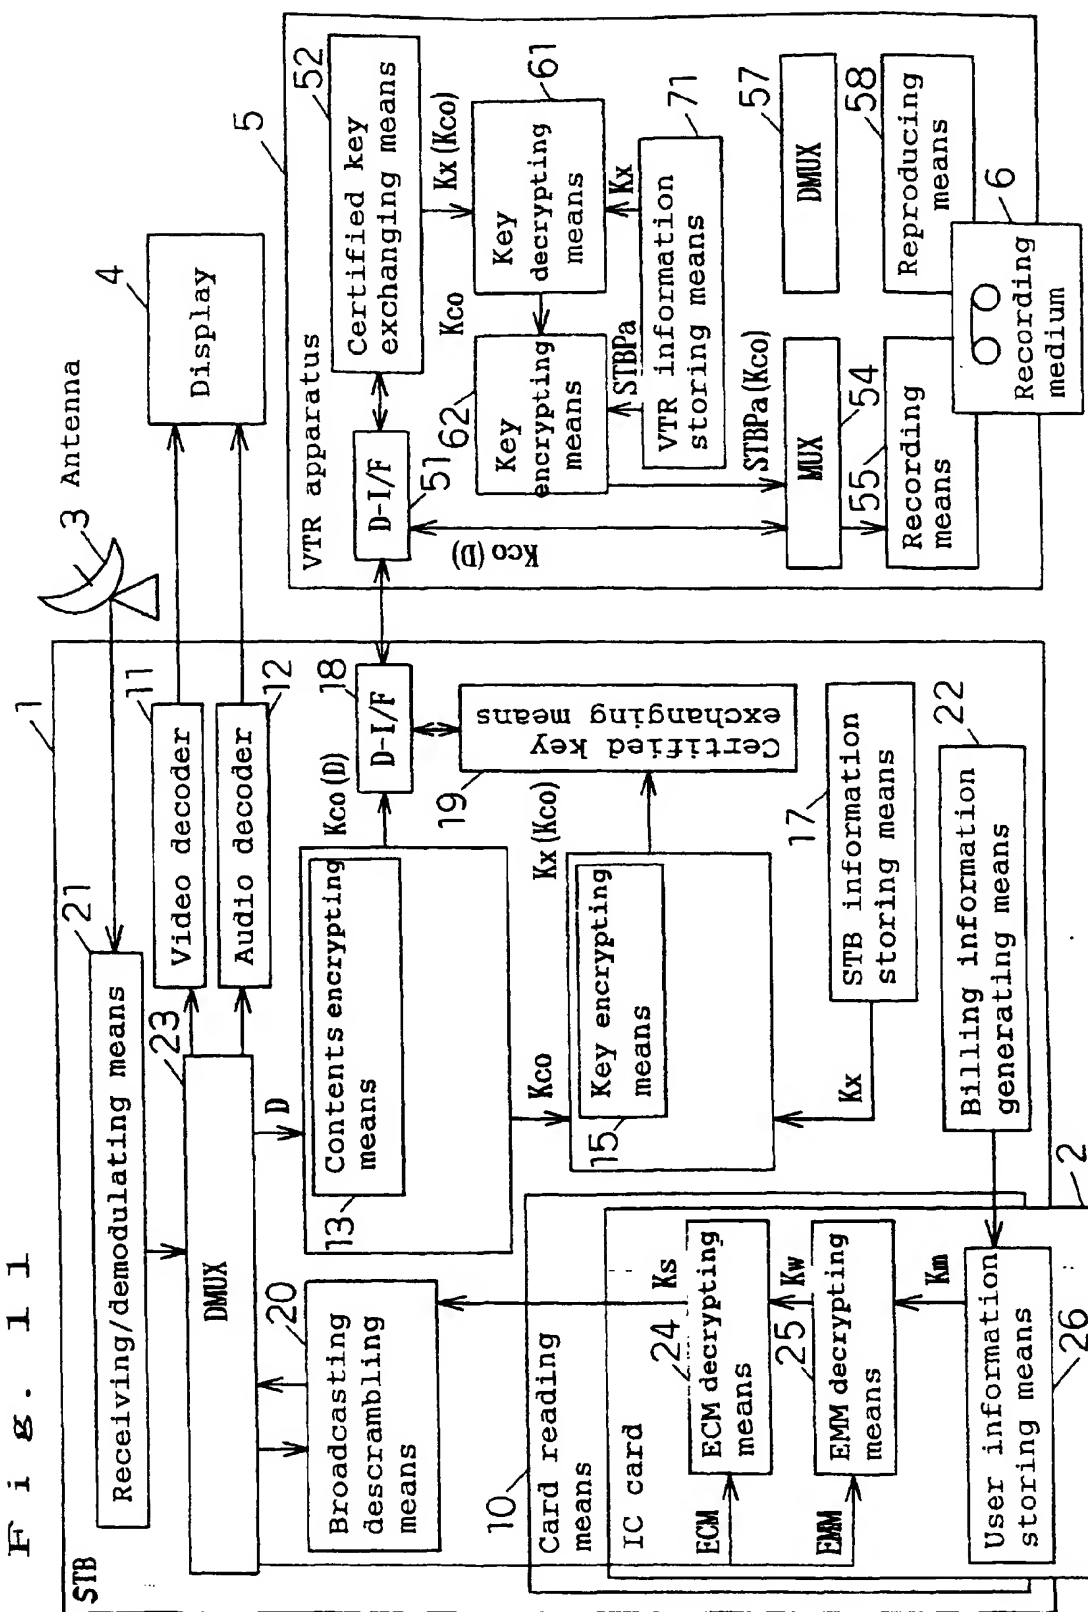 Fig. 11
STB
1
Receiving/demodulating means
21
3
Antenna
DMUX
23
Video decoder
11
Audio decoder
12
4
Display
Broadcasting
descrambling
means
20
D
Contents encrypting
means
13
Kco(D)
D-I/F
18
Kco
Key encrypting
means
15
Kx(Kco)
Certified key
exchanging means
19
Kx
STB information
storing means
17
Billing information
generating means
22
10
Card reading
means
IC card
2
ECM
ECM decrypting
means
24
Ks
EMM
EMM decrypting
means
25
Kw
Km
User information
storing means
26
5
VTR apparatus
D-I/F
51
Certified key
exchanging means
52
Kx(Kco)
Kco
Key
encrypting
means
62
Key
decrypting
means
61
STBPa
Kx
VTR information
storing means
71
Kco(D)
STBPa(Kco)
MUX
54
DMUX
57
Recording
means
55
Reproducing
means
58
Recording
medium
6